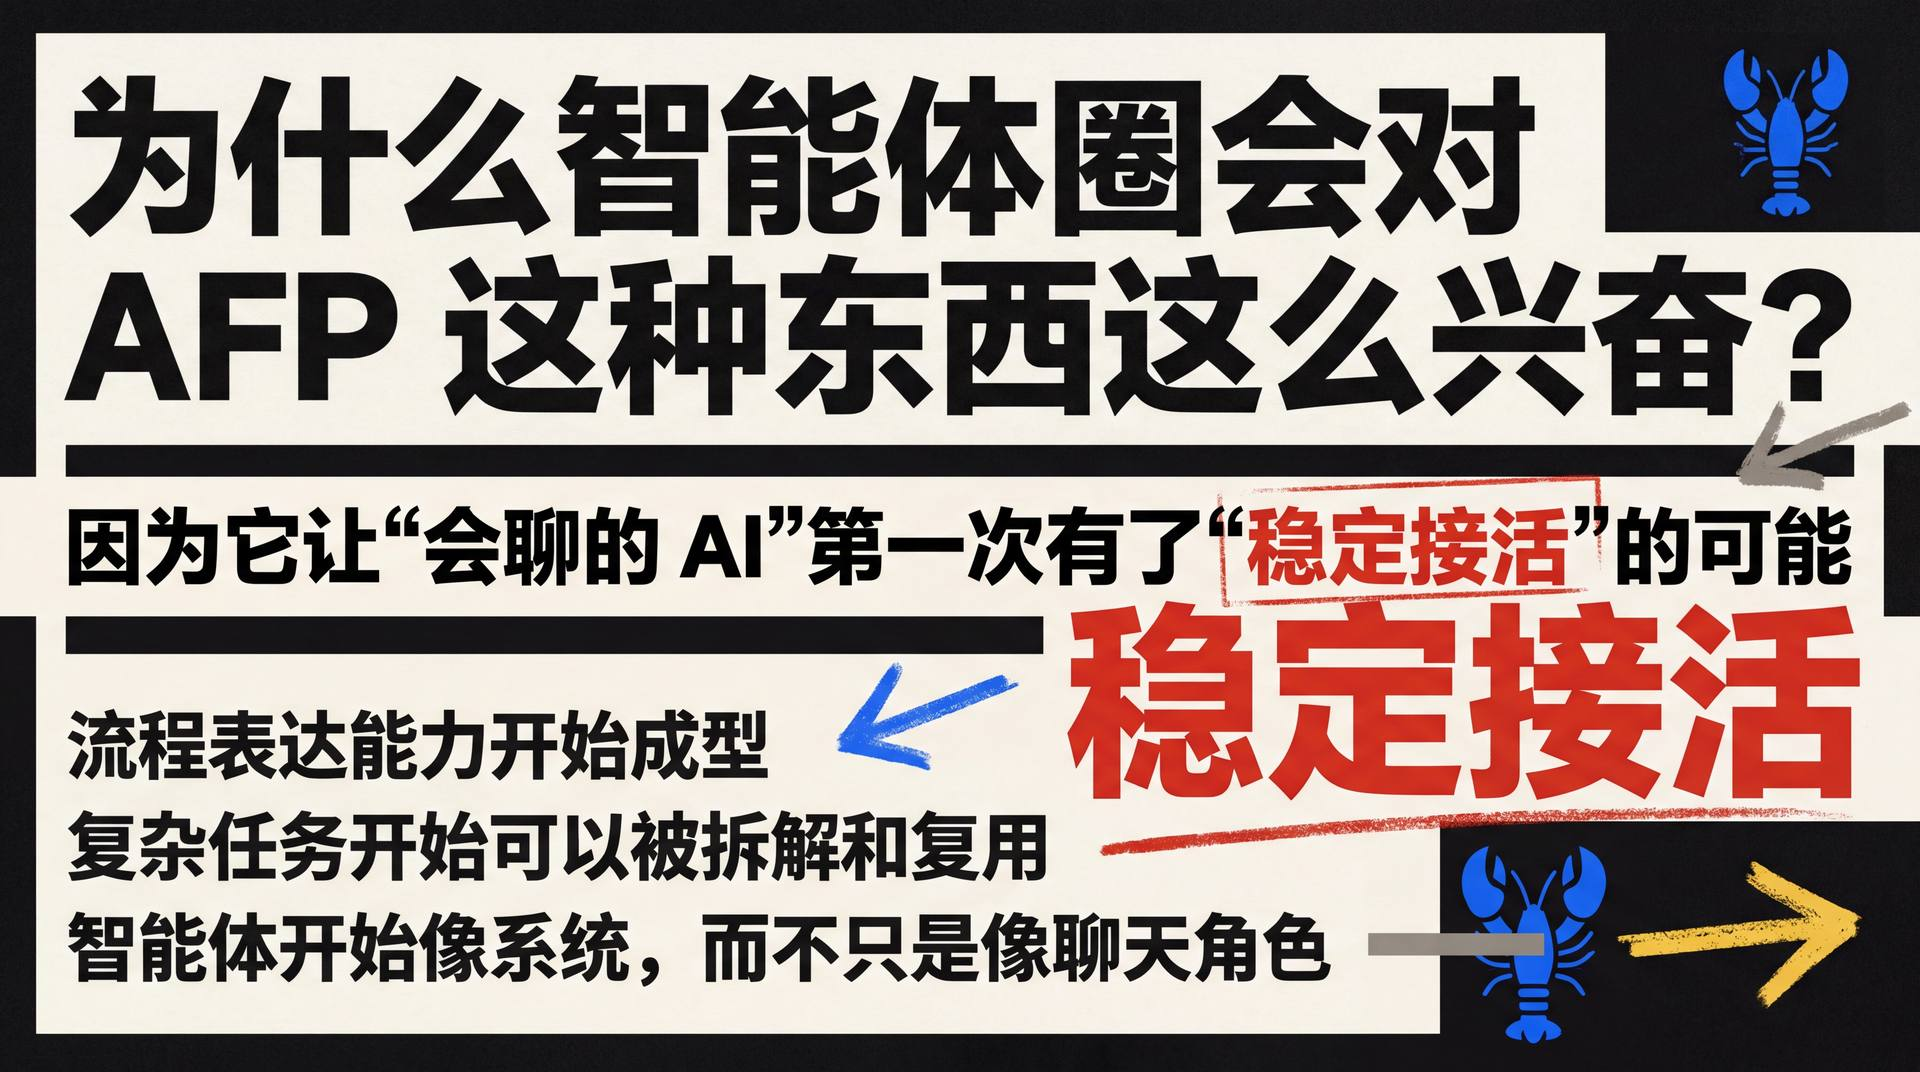 为什么智能体圈会对
AFP 这种东西这么兴奋?
因为它让“会聊的 AI”第一次有了“稳定接活”的可能
稳定接活
流程表达能力开始成型
复杂任务开始可以被拆解和复用
智能体开始像系统，而不只是像聊天角色